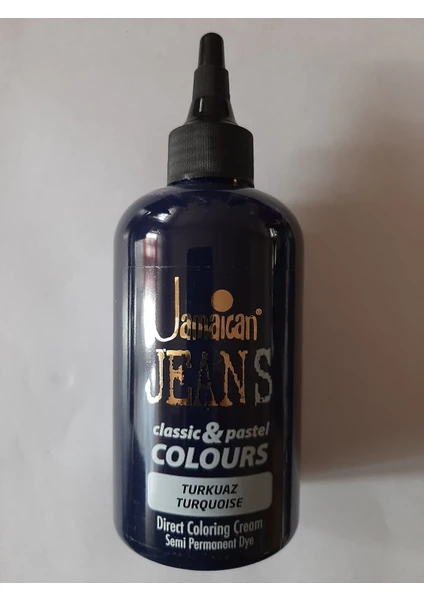 Jamaican®
JEANS
classic & pastel
COLOURS
TURKUAZ
TURQUOISE
Direct Coloring Cream
Semi Permanent Dye